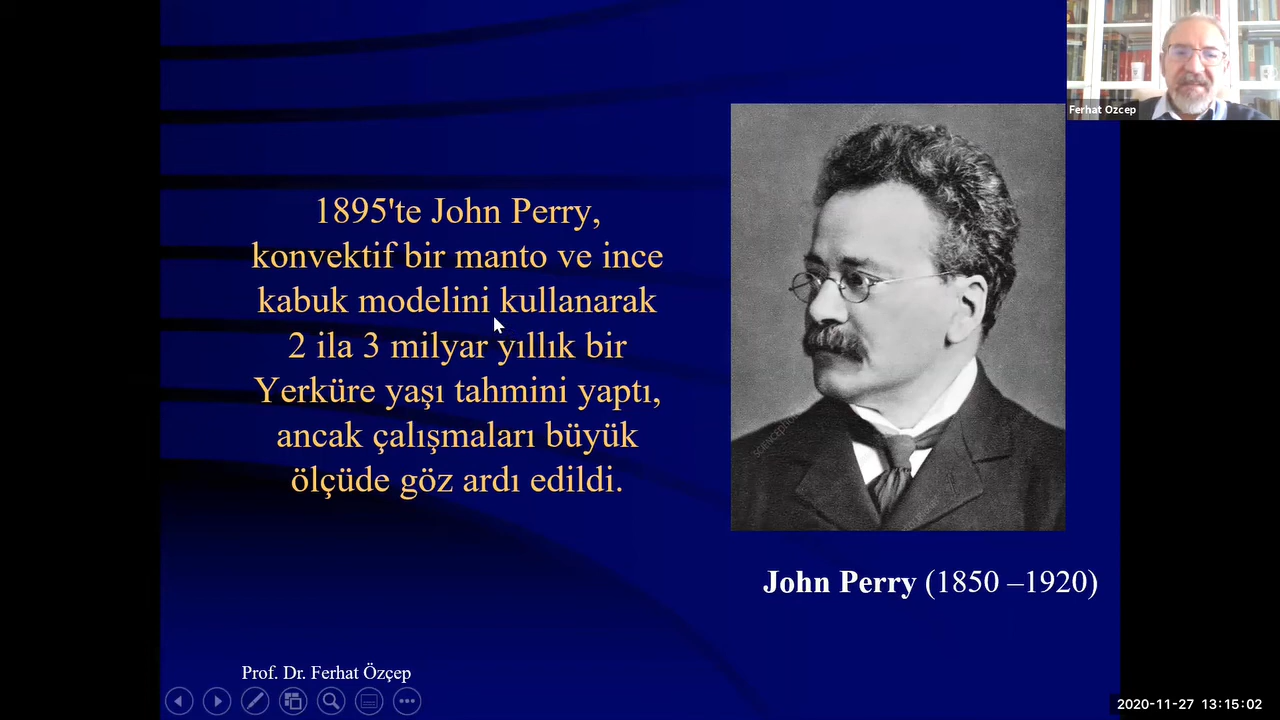 Ferhat Ozcep
1895'te John Perry,
konvektif bir manto ve ince
kabuk modelini kullanarak
2 ila 3 milyar yıllık bir
Yerküre yaşı tahmini yaptı,
ancak çalışmaları büyük
ölçüde göz ardı edildi.
John Perry (1850 –1920)
Prof. Dr. Ferhat Özçep
2020-11-27 13:15:02